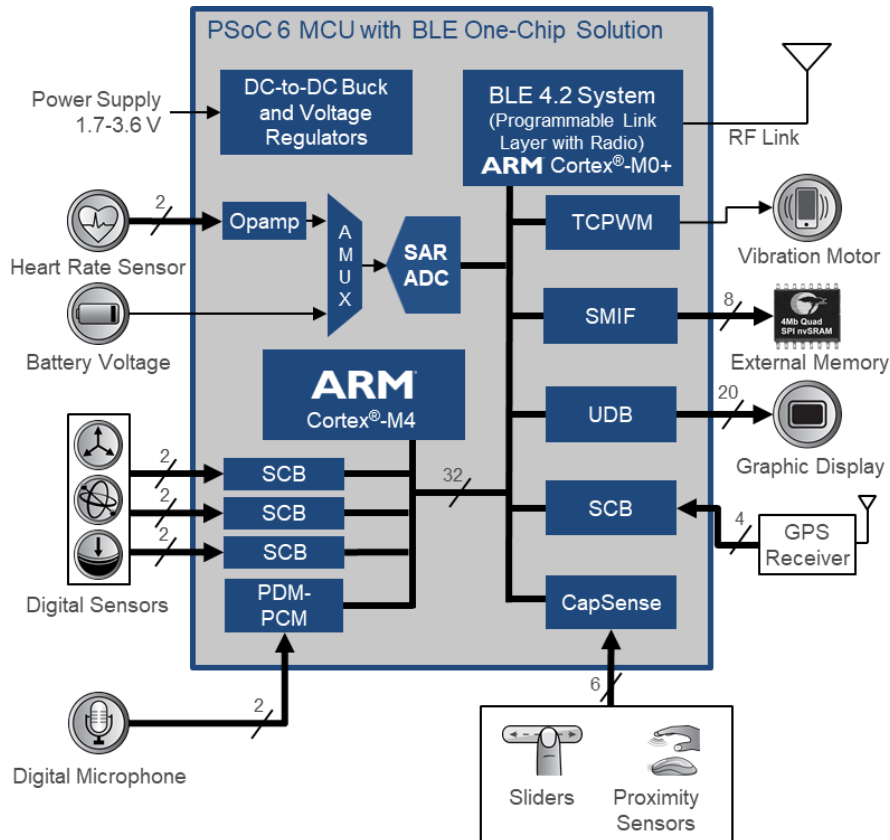 PSoC 6 MCU with BLE One-Chip Solution
Power Supply
1.7-3.6 V
DC-to-DC Buck
and Voltage
Regulators
BLE 4.2 System
(Programmable Link
Layer with Radio)
ARM Cortex®-M0+
RF Link
2
Heart Rate Sensor
Opamp
AMUX
SAR
ADC
TCPWM
Vibration Motor
Battery Voltage
SMIF
8
4Mb Quad
SPI nvSRAM
External Memory
ARM
Cortex®-M4
UDB
20
Graphic Display
2
SCB
2
SCB
2
SCB
32
SCB
4
GPS
Receiver
Digital Sensors
PDM-
PCM
CapSense
2
Digital Microphone
6
Sliders
Proximity
Sensors